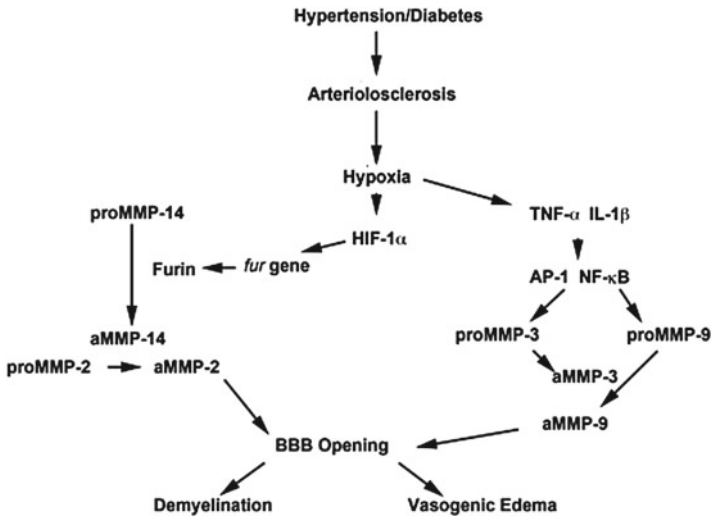 Hypertension/Diabetes
Arteriolosclerosis
Hypoxia
proMMP-14
TNF-α IL-1β
HIF-1α
Furin
fur gene
AP-1 NF-κB
aMMP-14
proMMP-3
proMMP-9
proMMP-2
aMMP-2
aMMP-3
aMMP-9
BBB Opening
Demyelination
Vasogenic Edema